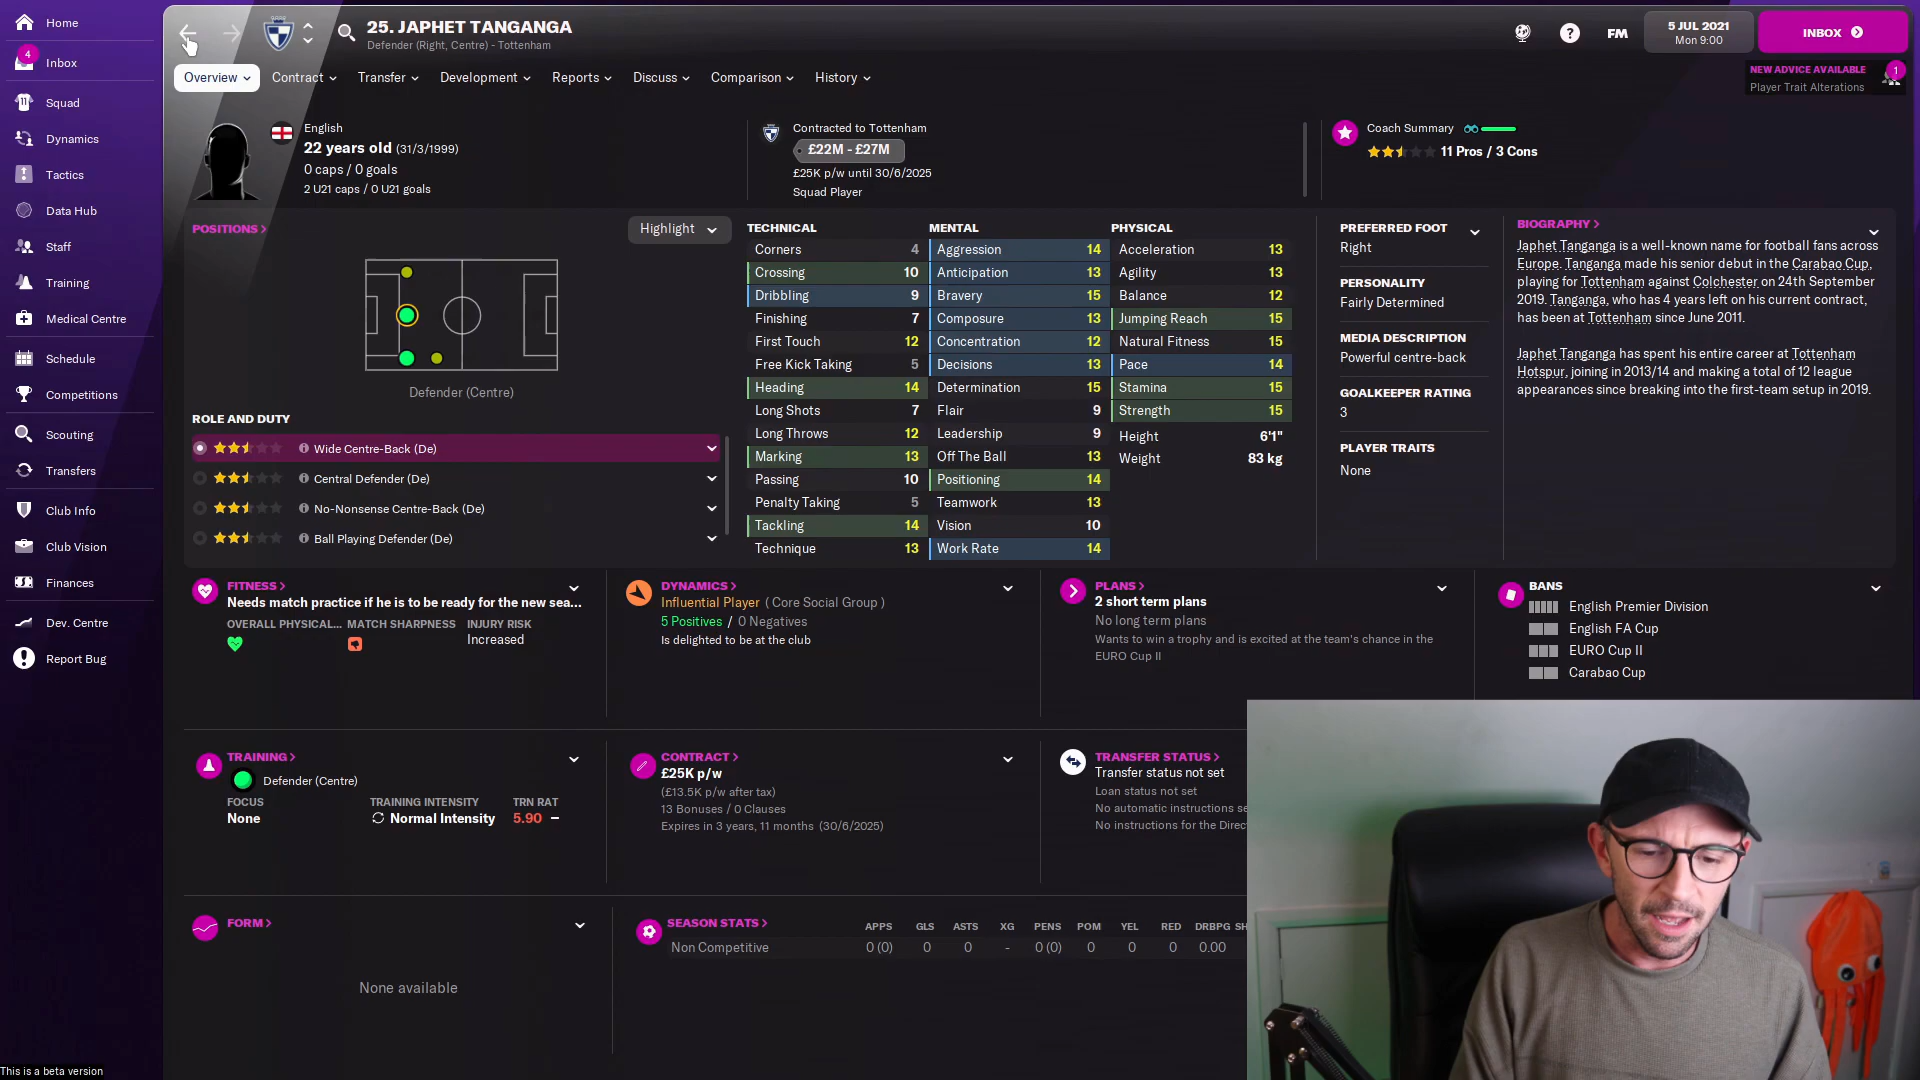 Home
4
Inbox
Squad
Dynamics
Tactics
Data Hub
Staff
Training
Medical Centre
Schedule
Competitions
Scouting
Transfers
Club Info
Club Vision
Finances
Dev. Centre
Report Bug
This is a beta version
25. JAPHET TANGANGA
Defender (Right, Centre) - Tottenham
FM
5 JUL 2021
Mon 9:00
INBOX
Overview
Contract
Transfer
Development
Reports
Discuss
Comparison
History
NEW ADVICE AVAILABLE
Player Trait Alterations
1
English
22 years old (31/3/1999)
0 caps / 0 goals
2 U21 caps / 0 U21 goals
Contracted to Tottenham
£22M - £27M
£25K p/w until 30/6/2025
Squad Player
Coach Summary
11 Pros / 3 Cons
POSITIONS
Highlight
Defender (Centre)
ROLE AND DUTY
Wide Centre-Back (De)
Central Defender (De)
No-Nonsense Centre-Back (De)
Ball Playing Defender (De)
TECHNICAL
Corners 4
Crossing 10
Dribbling 9
Finishing 7
First Touch 12
Free Kick Taking 5
Heading 14
Long Shots 7
Long Throws 12
Marking 13
Passing 10
Penalty Taking 5
Tackling 14
Technique 13
MENTAL
Aggression 14
Anticipation 13
Bravery 15
Composure 13
Concentration 12
Decisions 13
Determination 15
Flair 9
Leadership 9
Off The Ball 13
Positioning 14
Teamwork 13
Vision 10
Work Rate 14
PHYSICAL
Acceleration 13
Agility 13
Balance 12
Jumping Reach 15
Natural Fitness 15
Pace 14
Stamina 15
Strength 15
Height 6'1"
Weight 83 kg
PREFERRED FOOT
Right
PERSONALITY
Fairly Determined
MEDIA DESCRIPTION
Powerful centre-back
GOALKEEPER RATING
3
PLAYER TRAITS
None
BIOGRAPHY
Japhet Tanganga is a well-known name for football fans across
Europe. Tanganga made his senior debut in the Carabao Cup,
playing for Tottenham against Colchester on 24th September
2019. Tanganga, who has 4 years left on his current contract,
has been at Tottenham since June 2011.
Japhet Tanganga has spent his entire career at Tottenham
Hotspur, joining in 2013/14 and making a total of 12 league
appearances since breaking into the first-team setup in 2019.
FITNESS
Needs match practice if he is to be ready for the new sea...
OVERALL PHYSICAL... MATCH SHARPNESS INJURY RISK
Increased
DYNAMICS
Influential Player ( Core Social Group )
5 Positives / 0 Negatives
Is delighted to be at the club
PLANS
2 short term plans
No long term plans
Wants to win a trophy and is excited at the team's chance in the
EURO Cup II
BANS
English Premier Division
English FA Cup
EURO Cup II
Carabao Cup
TRAINING
Defender (Centre)
FOCUS TRAINING INTENSITY TRN RAT
None Normal Intensity 5.90 –
CONTRACT
£25K p/w
(£13.5K p/w after tax)
13 Bonuses / 0 Clauses
Expires in 3 years, 11 months (30/6/2025)
TRANSFER STATUS
Transfer status not set
Loan status not set
No automatic instructions se
No instructions for the Direct
FORM
None available
SEASON STATS APPS GLS ASTS XG PENS POM YEL RED DRBPG SH
Non Competitive 0 (0) 0 0 - 0 (0) 0 0 0 0.00